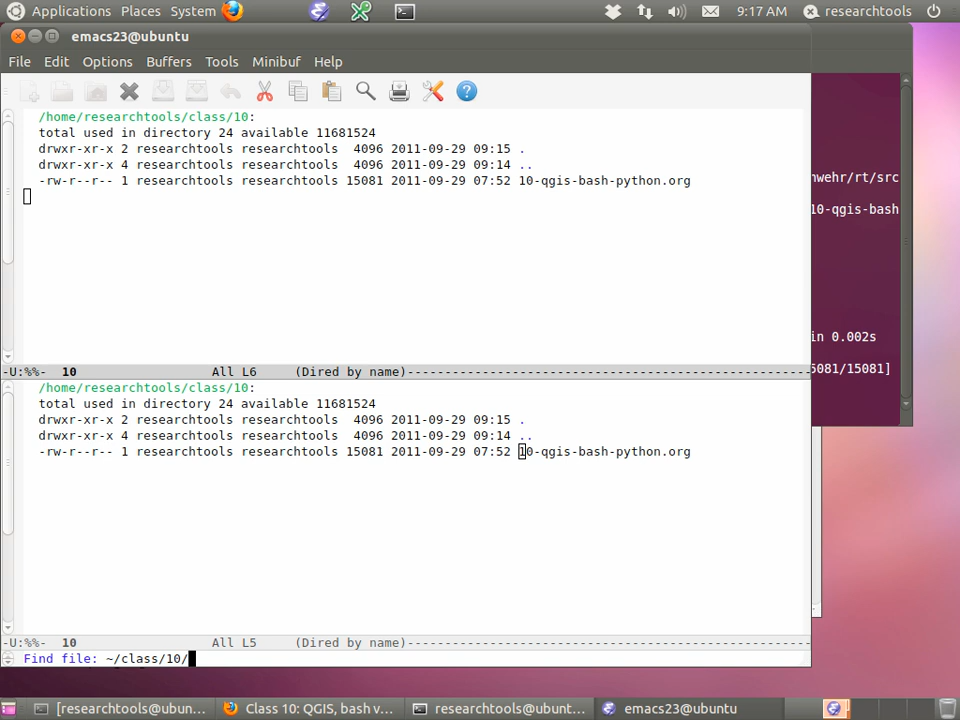 Applications Places System 9:17 AM researchtools
emacs23@ubuntu
File Edit Options Buffers Tools Minibuf Help
/home/researchtools/class/10:
total used in directory 24 available 11681524
drwxr-xr-x 2 researchtools researchtools 4096 2011-09-29 09:15 .
drwxr-xr-x 4 researchtools researchtools 4096 2011-09-29 09:14 ..
-rw-r--r-- 1 researchtools researchtools 15081 2011-09-29 07:52 10-qgis-bash-python.org
nwehr/rt/src
10-qgis-bash
in 0.002s
5081/15081]
-U:%%- 10 All L6 (Dired by name)
/home/researchtools/class/10:
total used in directory 24 available 11681524
drwxr-xr-x 2 researchtools researchtools 4096 2011-09-29 09:15 .
drwxr-xr-x 4 researchtools researchtools 4096 2011-09-29 09:14 ..
-rw-r--r-- 1 researchtools researchtools 15081 2011-09-29 07:52 10-qgis-bash-python.org
-U:%%- 10 All L5 (Dired by name)
Find file: ~/class/10/
[researchtools@ubun... Class 10: QGIS, bash v... researchtools@ubuntu... emacs23@ubuntu